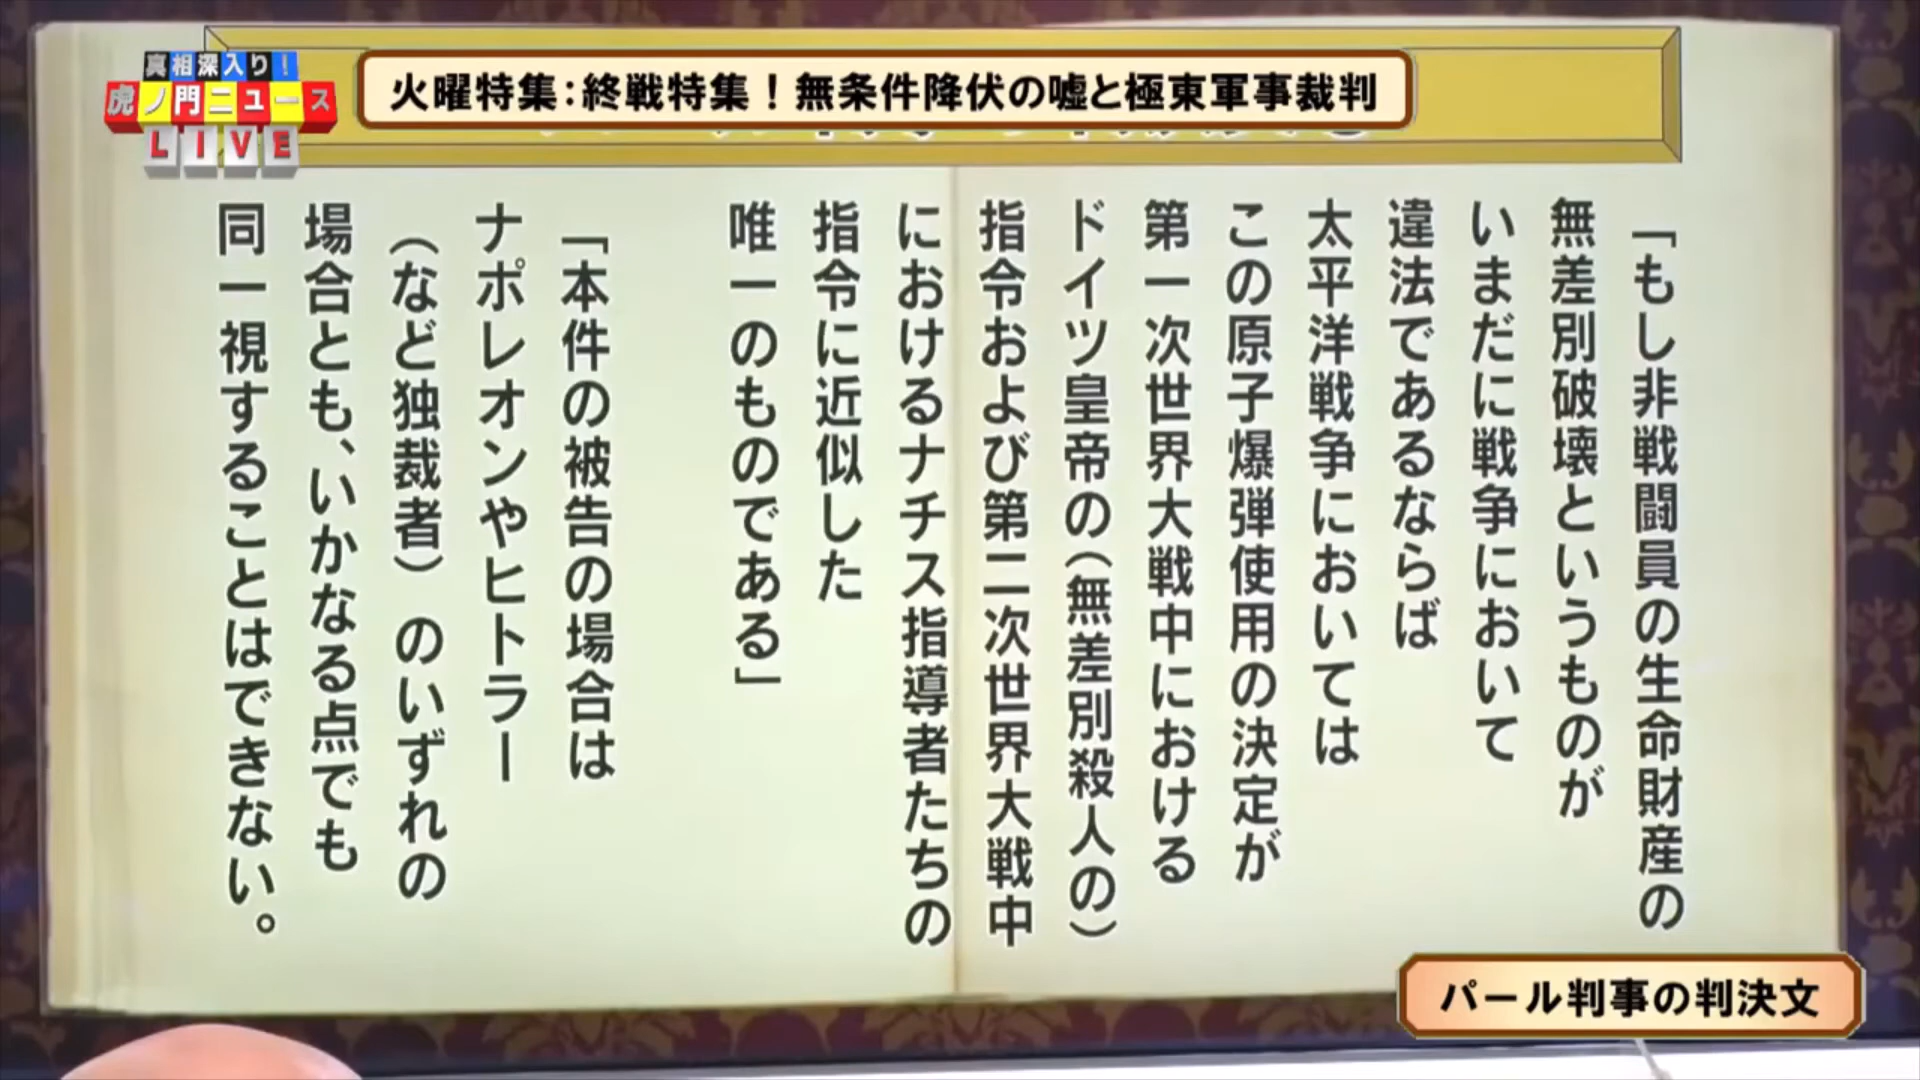 真相深入り！
虎ノ門ニュース
LIVE
火曜特集：終戦特集！無条件降伏の嘘と極東軍事裁判
「もし非戦闘員の生命財産の
無差別破壊というものが
いまだに戦争において
違法であるならば
太平洋戦争においては
この原子爆弾使用の決定が
第一次世界大戦中における
ドイツ皇帝の（無差別殺人の）
指令および第二次世界大戦中
におけるナチス指導者たちの
指令に近似した
唯一のものである」
「本件の被告の場合は
ナポレオンやヒトラー
（など独裁者）のいずれの
場合とも、いかなる点でも
同一視することはできない。
パール判事の判決文